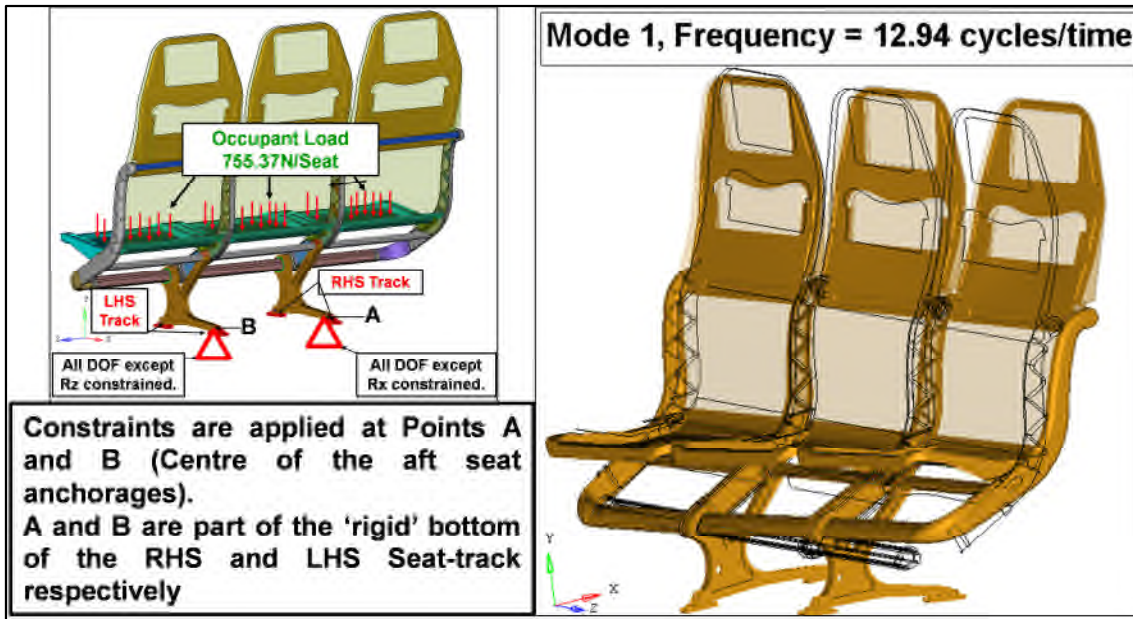 Occupant Load
755.37N/Seat
RHS Track
LHS
Track
B
A
All DOF except
Rz constrained.
All DOF except
Rx constrained.
Constraints are applied at Points A
and B (Centre of the aft seat
anchorages).
A and B are part of the ‘rigid’ bottom
of the RHS and LHS Seat-track
respectively
Mode 1, Frequency = 12.94 cycles/time
Y
X
Z